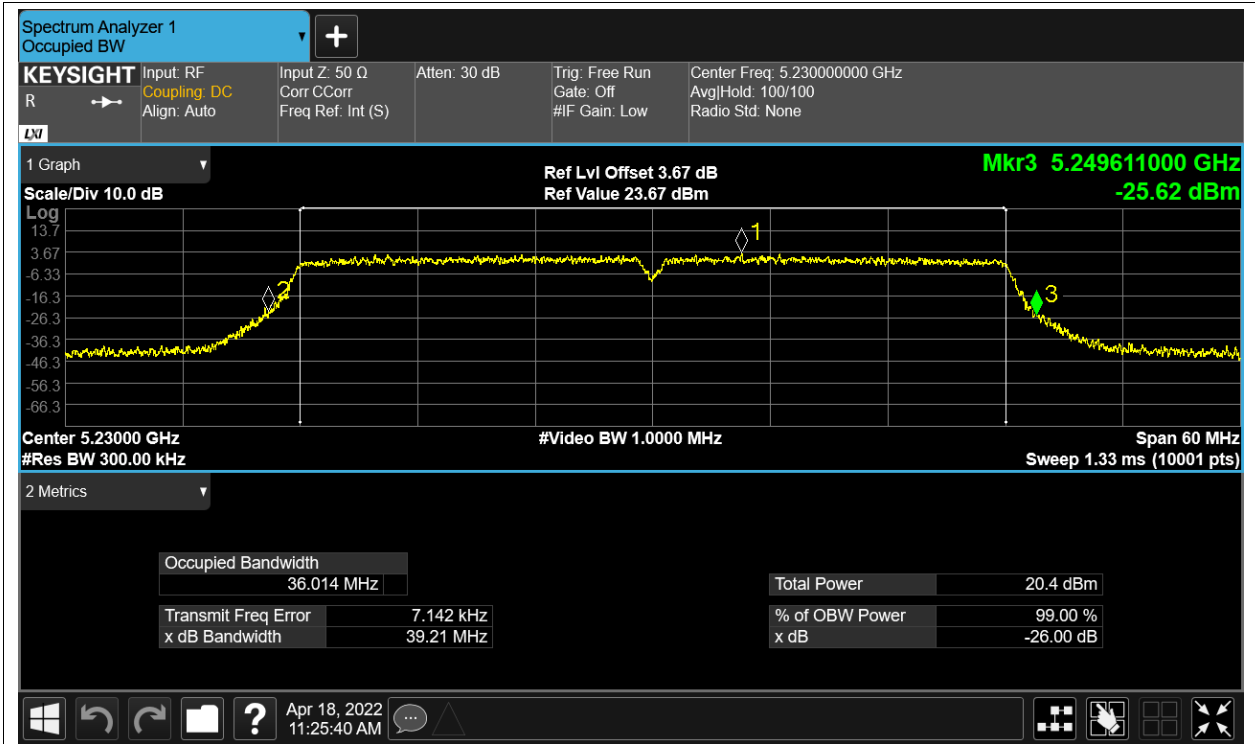 Spectrum Analyzer 1
Occupied BW
+
KEYSIGHT
R
LXI
Input: RF
Coupling: DC
Align: Auto
Input Z: 50 Ω
Corr CCorr
Freq Ref: Int (S)
Atten: 30 dB
Trig: Free Run
Gate: Off
#IF Gain: Low
Center Freq: 5.230000000 GHz
Avg|Hold: 100/100
Radio Std: None
1 Graph
Scale/Div 10.0 dB
Ref Lvl Offset 3.67 dB
Ref Value 23.67 dBm
Mkr3 5.249611000 GHz
-25.62 dBm
Log
13.7
3.67
-6.33
-16.3
-26.3
-36.3
-46.3
-56.3
-66.3
1
2
3
Center 5.23000 GHz
#Res BW 300.00 kHz
#Video BW 1.0000 MHz
Span 60 MHz
Sweep 1.33 ms (10001 pts)
2 Metrics
Occupied Bandwidth
36.014 MHz
Transmit Freq Error 7.142 kHz
x dB Bandwidth 39.21 MHz
Total Power 20.4 dBm
% of OBW Power 99.00 %
x dB -26.00 dB
?
Apr 18, 2022
11:25:40 AM